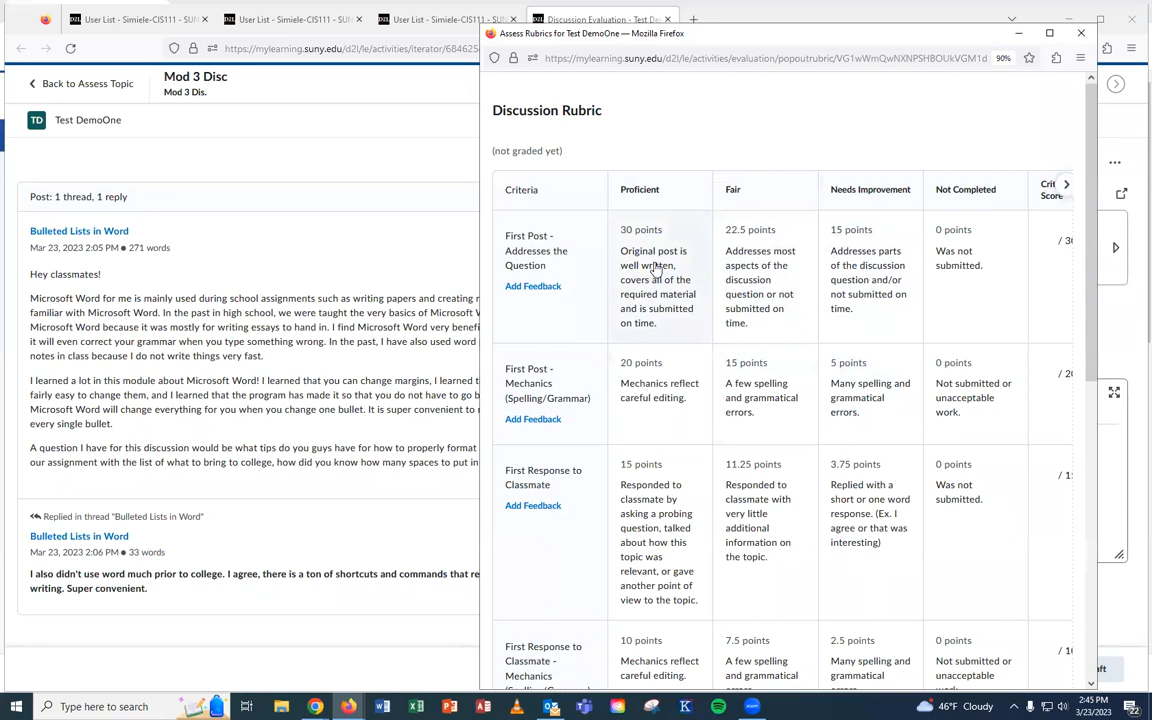 User List - Simiele-CIS111 - SUN
User List - Simiele-CIS111 - SUN
User List - Simiele-CIS111 - SUN
Discussion Evaluation - Test De
Assess Rubrics for Test DemoOne — Mozilla Firefox
https://mylearning.suny.edu/d2l/le/activities/iterator/684625
https://mylearning.suny.edu/d2l/le/activities/evaluation/popoutrubric/VG1wWmQwNXNPSHBOUkVGM1d
90%
Back to Assess Topic
Mod 3 Disc
Mod 3 Dis.
TD
Test DemoOne
Post: 1 thread, 1 reply
Bulleted Lists in Word
Mar 23, 2023 2:05 PM • 271 words
Hey classmates!
Microsoft Word for me is mainly used during school assignments such as writing papers and creating r
familiar with Microsoft Word. In the past in high school, we were taught the very basics of Microsoft W
Microsoft Word because it was mostly for writing essays to hand in. I find Microsoft Word very benefi
it will even correct your grammar when you type something wrong. In the past, I have also used word
notes in class because I do not write things very fast.
I learned a lot in this module about Microsoft Word! I learned that you can change margins, I learned t
fairly easy to change them, and I learned that the program has made it so that you do not have to go b
Microsoft Word will change everything for you when you change one bullet. It is super convenient to
every single bullet.
A question I have for this discussion would be what tips do you guys have for how to properly format
our assignment with the list of what to bring to college, how did you know how many spaces to put in
Replied in thread "Bulleted Lists in Word"
Bulleted Lists in Word
Mar 23, 2023 2:06 PM • 33 words
I also didn't use word much prior to college. I agree, there is a ton of shortcuts and commands that re
writing. Super convenient.
Discussion Rubric
(not graded yet)
Criteria
Proficient
Fair
Needs Improvement
Not Completed
Crit
Score
First Post -
Addresses the
Question
Add Feedback
30 points
Original post is
well written,
covers all of the
required material
and is submitted
on time.
22.5 points
Addresses most
aspects of the
discussion
question or not
submitted on
time.
15 points
Addresses parts
of the discussion
question and/or
not submitted on
time.
0 points
Was not
submitted.
/ 30
First Post -
Mechanics
(Spelling/Grammar)
Add Feedback
20 points
Mechanics reflect
careful editing.
15 points
A few spelling
and grammatical
errors.
5 points
Many spelling and
grammatical
errors.
0 points
Not submitted or
unacceptable
work.
/ 20
First Response to
Classmate
Add Feedback
15 points
Responded to
classmate by
asking a probing
question, talked
about how this
topic was
relevant, or gave
another point of
view to the topic.
11.25 points
Responded to
classmate with
very little
additional
information on
the topic.
3.75 points
Replied with a
short or one word
response. (Ex. I
agree or that was
interesting)
0 points
Was not
submitted.
/ 1
First Response to
Classmate -
Mechanics
10 points
Mechanics reflect
careful editing.
7.5 points
A few spelling
and grammatical
2.5 points
Many spelling and
grammatical
0 points
Not submitted or
unacceptable
/ 10
aft
Type here to search
46°F Cloudy
2:45 PM
3/23/2023
22